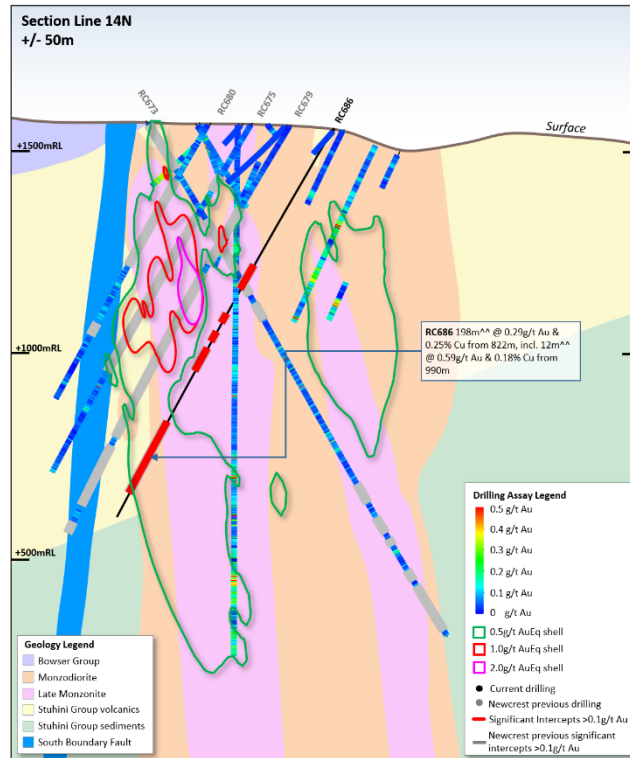 Section Line 14N
+/- 50m
RC673
RC680
RC675
RC679
RC686
Surface
+1500mRL
RC686 198m^^ @ 0.29g/t Au &
0.25% Cu from 822m, incl. 12m^^
@ 0.59g/t Au & 0.18% Cu from
990m
+1000mRL
+500mRL
Drilling Assay Legend
0.5 g/t Au
0.4 g/t Au
0.3 g/t Au
0.2 g/t Au
0.1 g/t Au
0 g/t Au
0.5g/t AuEq shell
1.0g/t AuEq shell
2.0g/t AuEq shell
Current drilling
Newcrest previous drilling
Significant Intercepts >0.1g/t Au
Newcrest previous significant
intercepts >0.1g/t Au
Geology Legend
Bowser Group
Monzodiorite
Late Monzonite
Stuhini Group volcanics
Stuhini Group sediments
South Boundary Fault